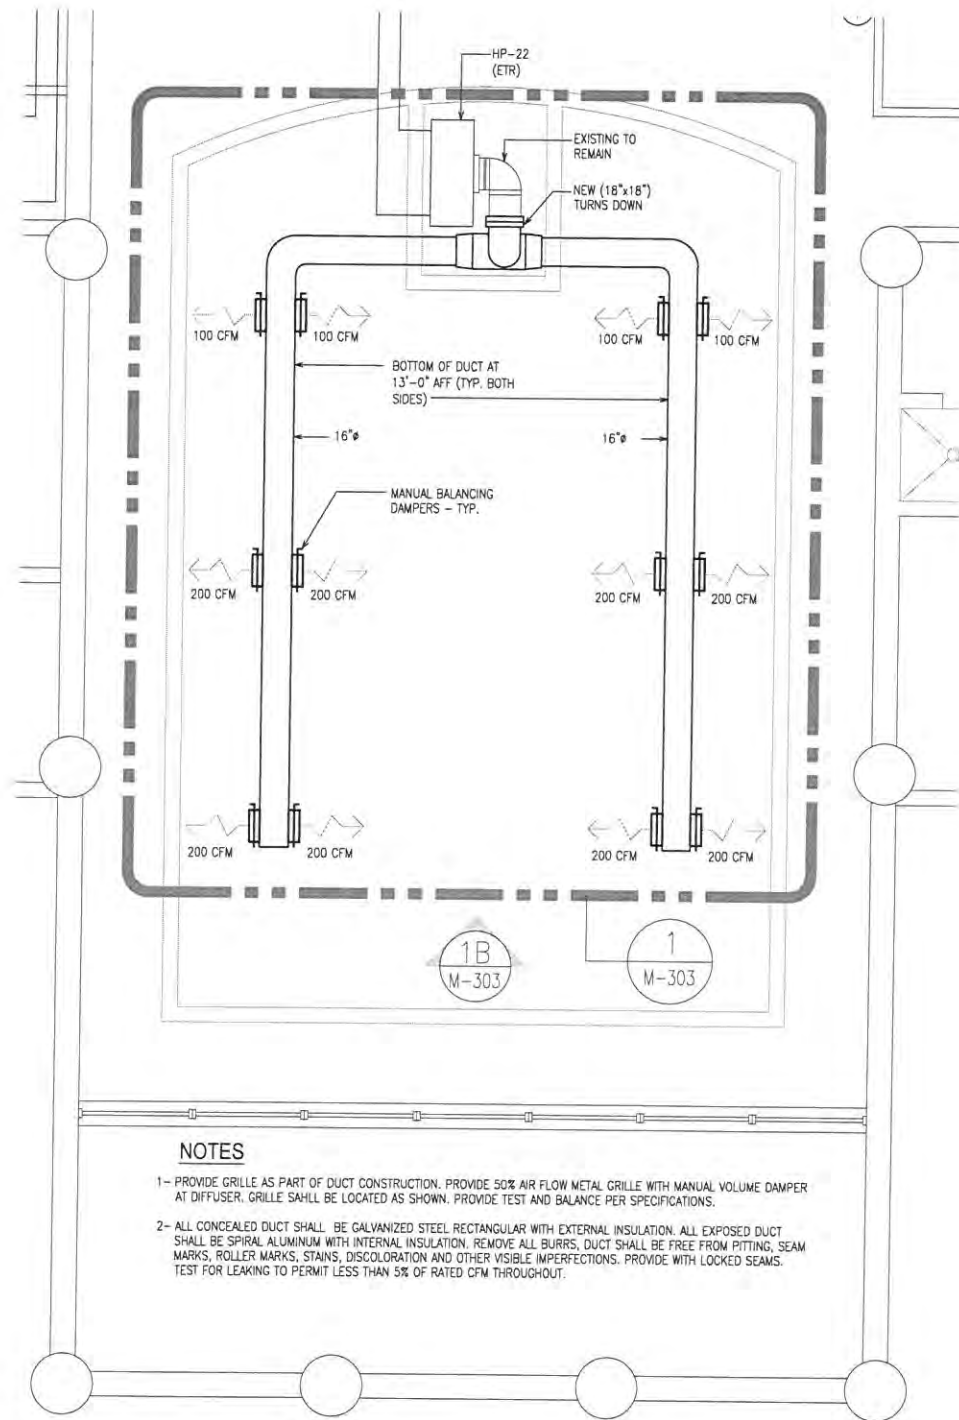 HP-22
(ETR)
EXISTING TO
REMAIN
NEW (18"x18")
TURNS DOWN
100 CFM
100 CFM
100 CFM
100 CFM
BOTTOM OF DUCT AT
13'-0" AFF (TYP. BOTH
SIDES)
16"ø
16"ø
MANUAL BALANCING
DAMPERS - TYP.
200 CFM
200 CFM
200 CFM
200 CFM
200 CFM
200 CFM
200 CFM
200 CFM
1B
M-303
1
M-303
NOTES
1- PROVIDE GRILLE AS PART OF DUCT CONSTRUCTION. PROVIDE 50% AIR FLOW METAL GRILLE WITH MANUAL VOLUME DAMPER
AT DIFFUSER. GRILLE SAHLL BE LOCATED AS SHOWN. PROVIDE TEST AND BALANCE PER SPECIFICATIONS.
2- ALL CONCEALED DUCT SHALL BE GALVANIZED STEEL RECTANGULAR WITH EXTERNAL INSULATION. ALL EXPOSED DUCT
SHALL BE SPIRAL ALUMINUM WITH INTERNAL INSULATION. REMOVE ALL BURRS, DUCT SHALL BE FREE FROM PITTING, SEAM
MARKS, ROLLER MARKS, STAINS, DISCOLORATION AND OTHER VISIBLE IMPERFECTIONS. PROVIDE WITH LOCKED SEAMS.
TEST FOR LEAKING TO PERMIT LESS THAN 5% OF RATED CFM THROUGHOUT.